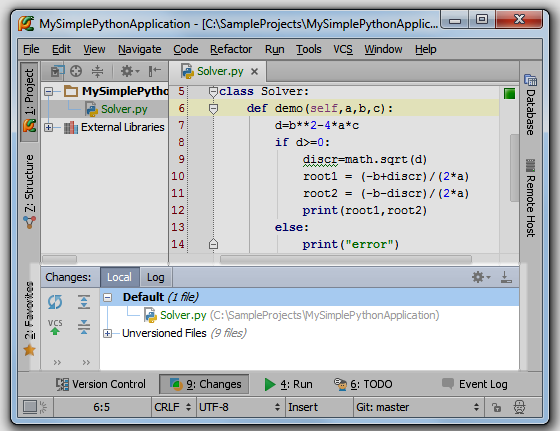 MySimplePythonApplication - [C:\SampleProjects\MySimplePythonApplic...
File Edit View Navigate Code Refactor Run Tools VCS Window Help
1: Project
Z: Structure
2: Favorites
MySimplePytho
Solver.py
External Libraries
Solver.py
5 class Solver:
6 def demo(self,a,b,c):
7 d=b**2-4*a*c
8 if d>=0:
9 discr=math.sqrt(d)
10 root1 = (-b+discr)/(2*a)
11 root2 = (-b-discr)/(2*a)
12 print(root1,root2)
13 else:
14 print("error")
Database
Remote Host
Changes: Local Log
Default (1 file)
Solver.py (C:\SampleProjects\MySimplePythonApplication)
Unversioned Files (9 files)
VCS
>> >>
Version Control 9: Changes 4: Run 6: TODO Event Log
6:5 CRLF UTF-8 Insert Git: master